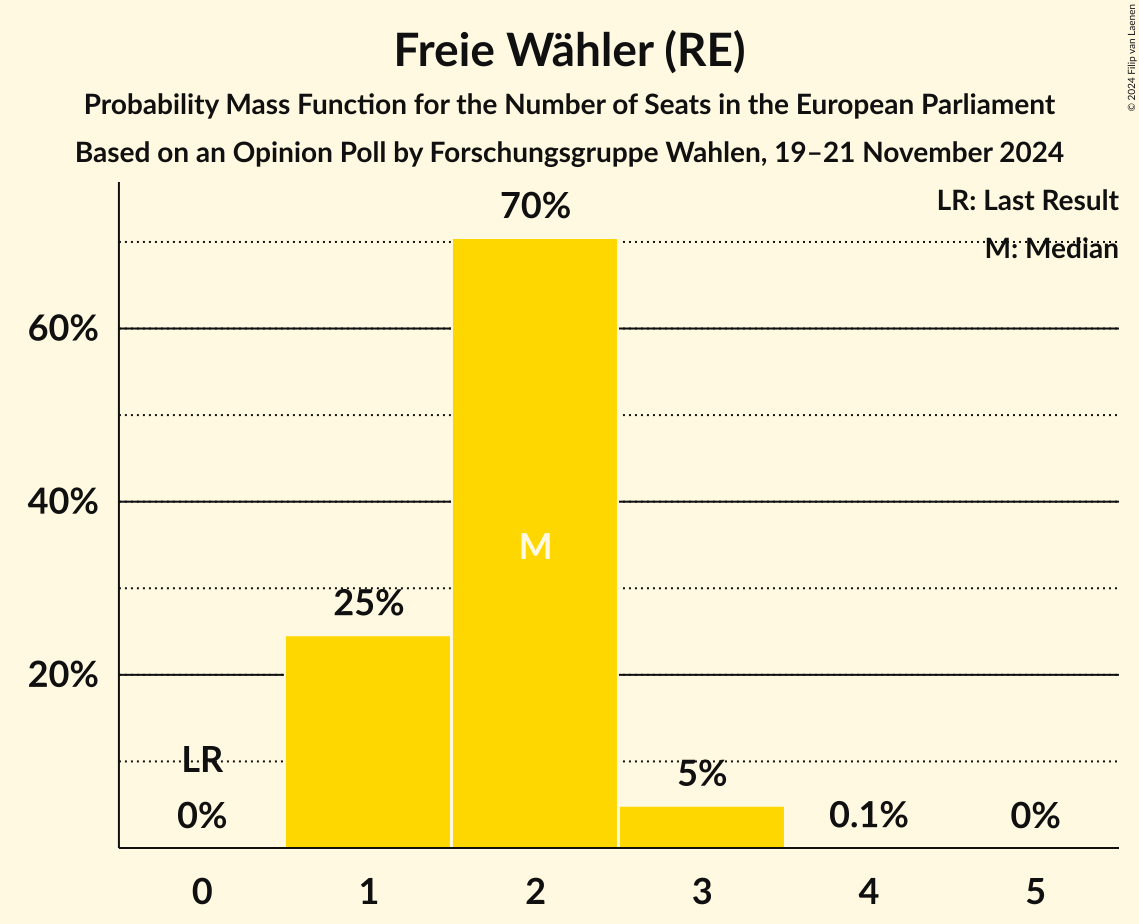 Freie Wähler (RE)
Probability Mass Function for the Number of Seats in the European Parliament
Based on an Opinion Poll by Forschungsgruppe Wahlen, 19–21 November 2024
© 2024 Filip van Laenen
LR: Last Result
M: Median
70%
60%
40%
M
25%
20%
LR
0%
5%
0.1%
0%
0 1 2 3 4 5